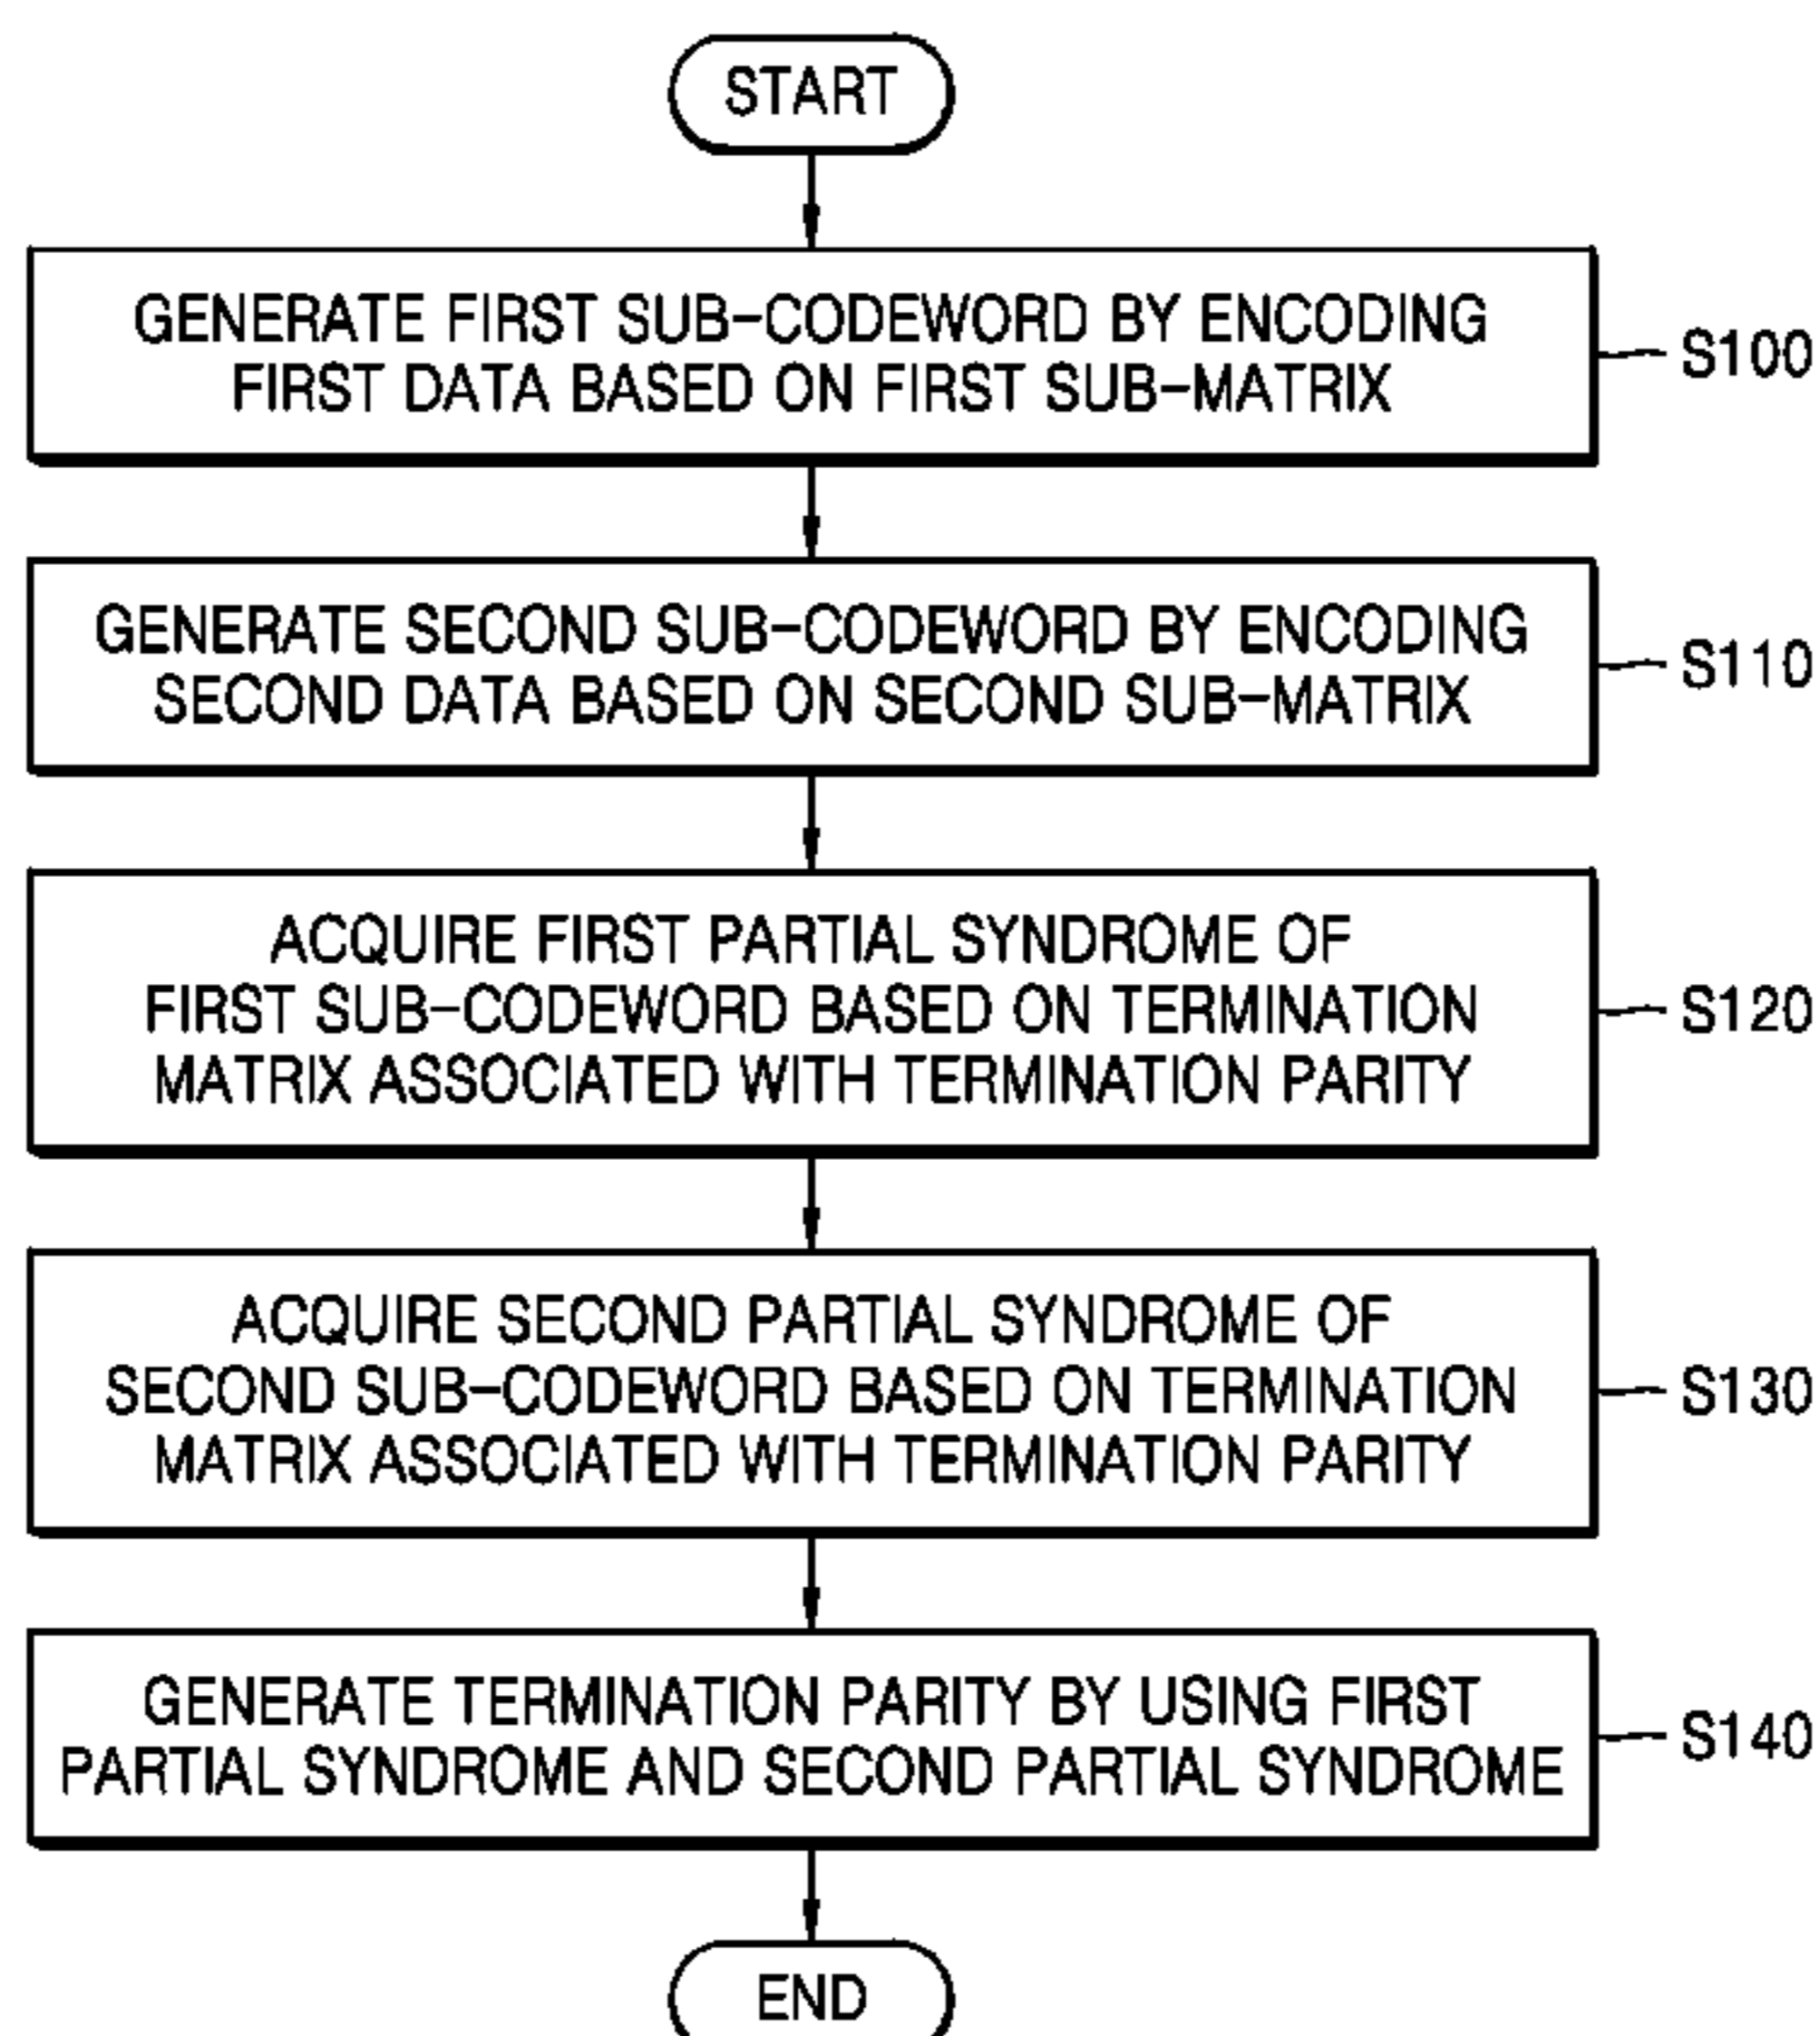 START
GENERATE FIRST SUB-CODEWORD BY ENCODING
FIRST DATA BASED ON FIRST SUB-MATRIX
S100
GENERATE SECOND SUB-CODEWORD BY ENCODING
SECOND DATA BASED ON SECOND SUB-MATRIX
S110
ACQUIRE FIRST PARTIAL SYNDROME OF
FIRST SUB-CODEWORD BASED ON TERMINATION
MATRIX ASSOCIATED WITH TERMINATION PARITY
S120
ACQUIRE SECOND PARTIAL SYNDROME OF
SECOND SUB-CODEWORD BASED ON TERMINATION
MATRIX ASSOCIATED WITH TERMINATION PARITY
S130
GENERATE TERMINATION PARITY BY USING FIRST
PARTIAL SYNDROME AND SECOND PARTIAL SYNDROME
S140
END